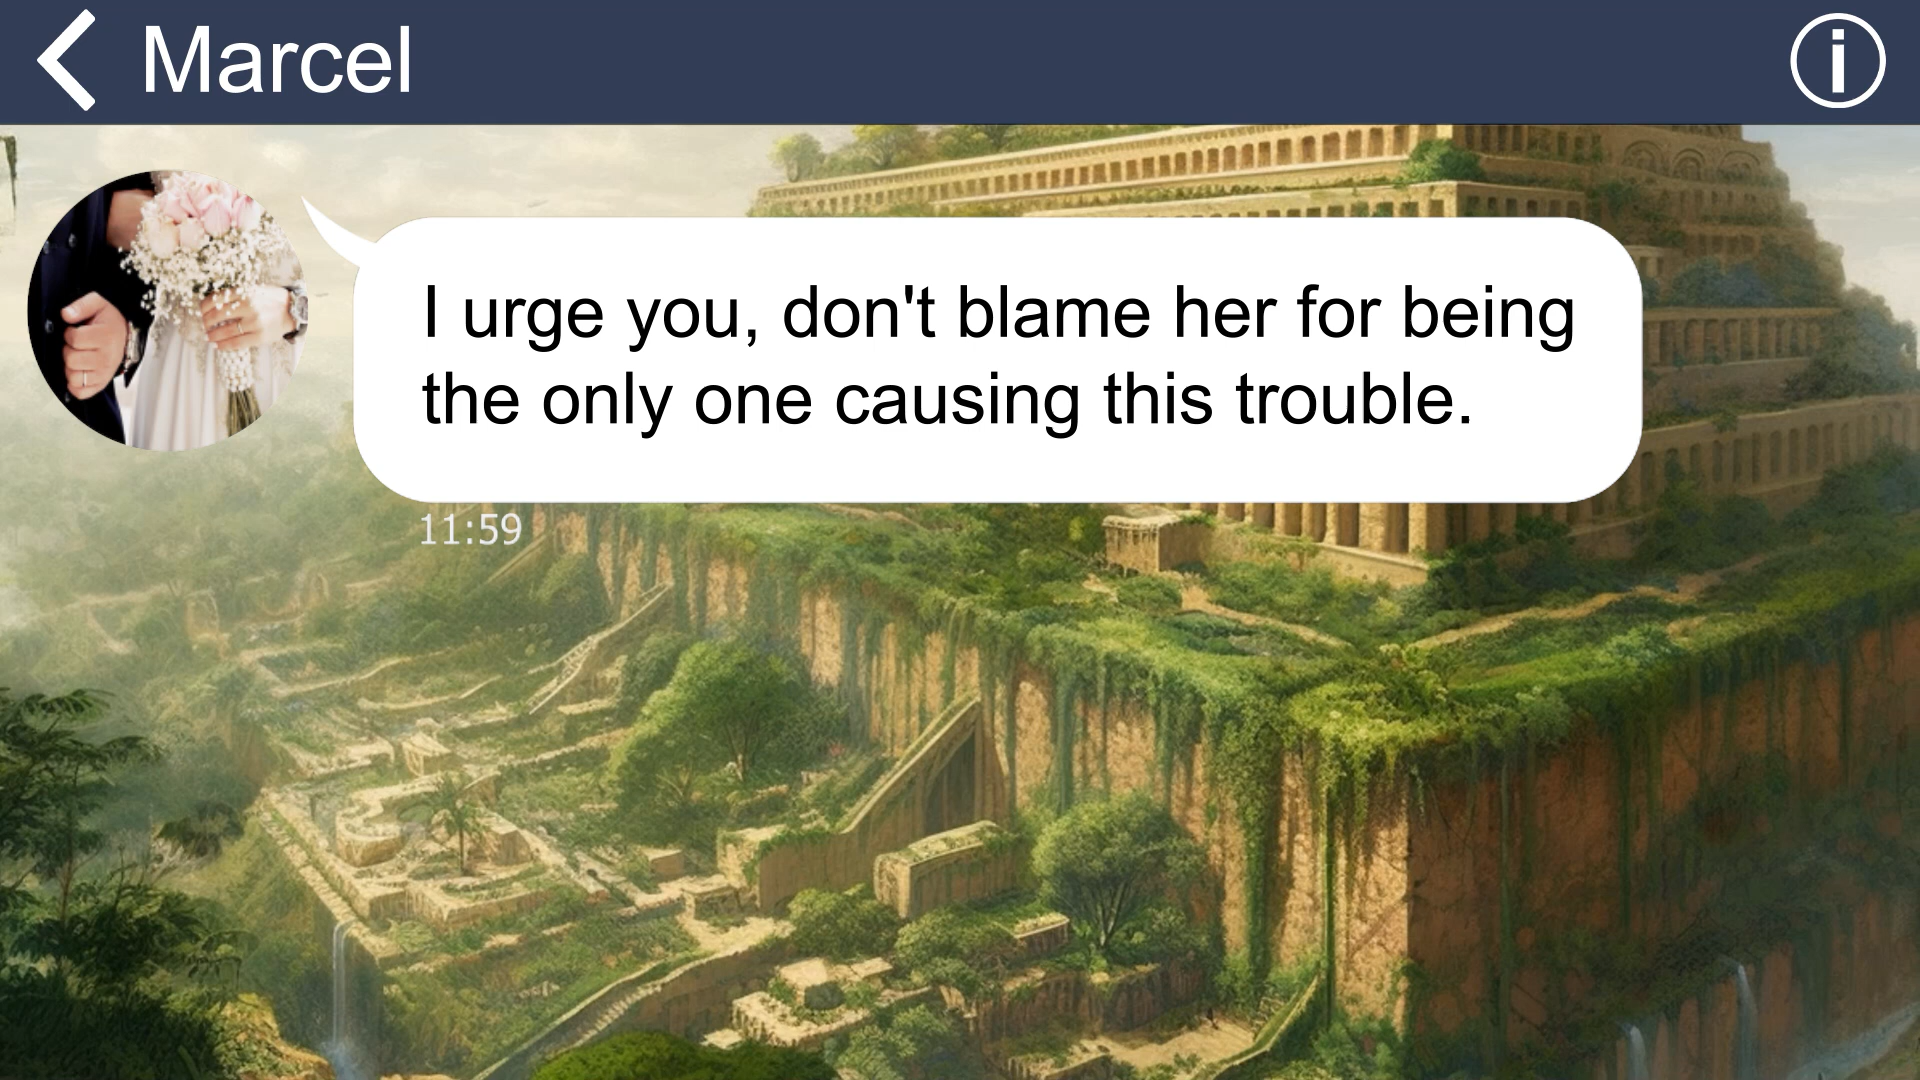 Marcel
I urge you, don't blame her for being
the only one causing this trouble.
11:59